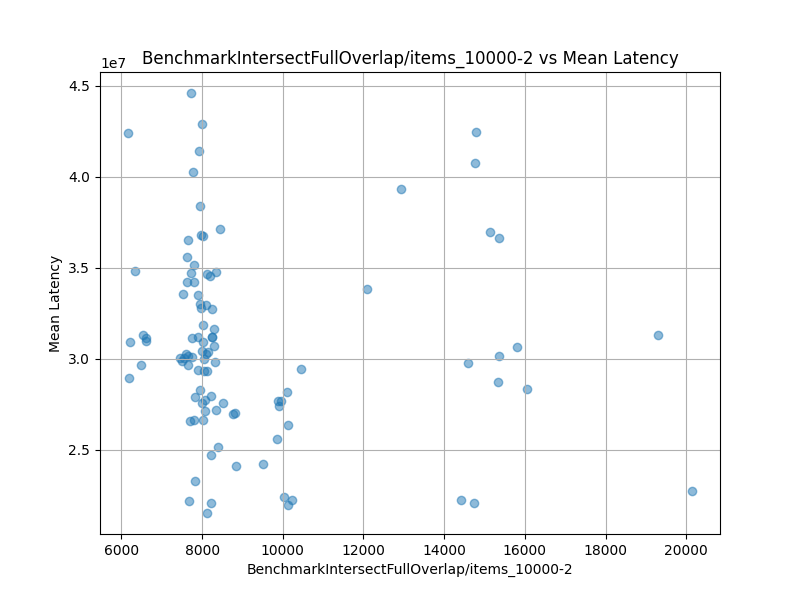 BenchmarkIntersectFullOverlap/items_10000-2 vs Mean Latency
1e7
4.5
4.0
3.5
3.0
2.5
Mean Latency
6000 8000 10000 12000 14000 16000 18000 20000
BenchmarkIntersectFullOverlap/items_10000-2